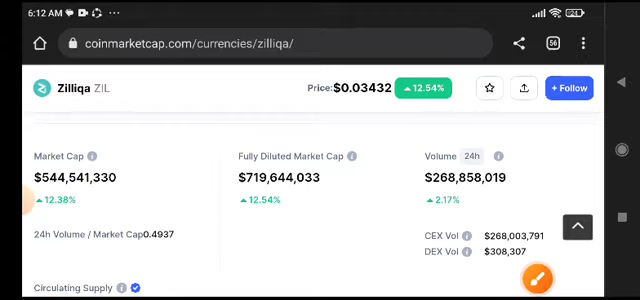 6:12 AM
24
coinmarketcap.com/currencies/zilliqa/
56
Zilliqa ZIL
Price:$0.03432
12.54%
+ Follow
Market Cap
Fully Diluted Market Cap
Volume 24h
$544,541,330
$719,644,033
$268,858,019
12.38%
12.54%
2.17%
24h Volume / Market Cap0.4937
CEX Vol $268,003,791
DEX Vol $308,307
Circulating Supply